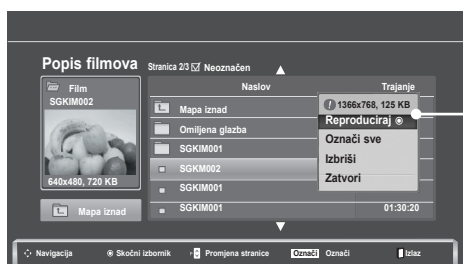 Popis filmova Stranica 2/3 Neoznačen
Film
SGKIM002
640x480, 720 KB
Mapa iznad
Naslov Trajanje
Mapa iznad
Omiljena glazba
SGKIM001
SGKM002
SGKIM001
SGKIM001 01:30:20
1366x768, 125 KB
Reproduciraj
Označi sve
Izbriši
Zatvori
Navigacija Skočni izbornik P Promjena stranice Označi Označi Izlaz